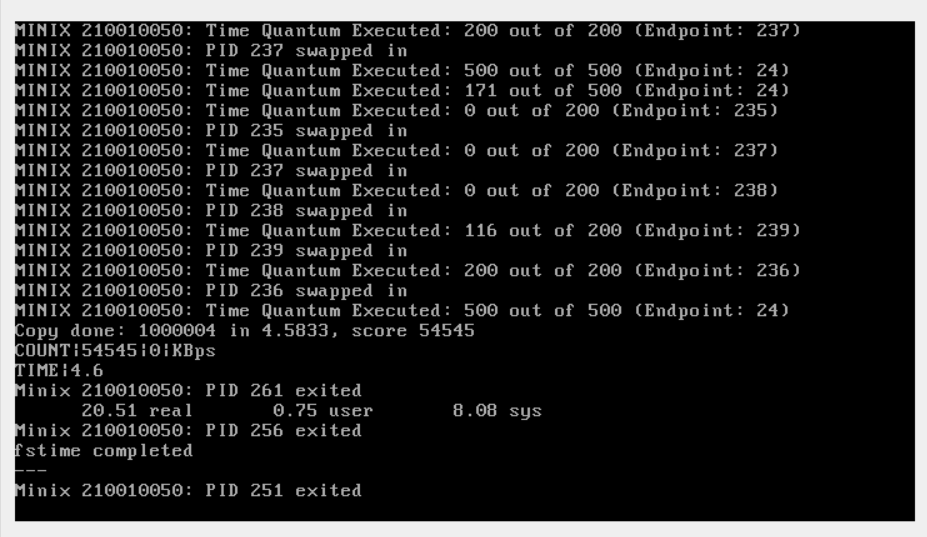 MINIX 210010050: Time Quantum Executed: 200 out of 200 (Endpoint: 237)
MINIX 210010050: PID 237 swapped in
MINIX 210010050: Time Quantum Executed: 500 out of 500 (Endpoint: 24)
MINIX 210010050: Time Quantum Executed: 171 out of 500 (Endpoint: 24)
MINIX 210010050: Time Quantum Executed: 0 out of 200 (Endpoint: 235)
MINIX 210010050: PID 235 swapped in
MINIX 210010050: Time Quantum Executed: 0 out of 200 (Endpoint: 237)
MINIX 210010050: PID 237 swapped in
MINIX 210010050: Time Quantum Executed: 0 out of 200 (Endpoint: 238)
MINIX 210010050: PID 238 swapped in
MINIX 210010050: Time Quantum Executed: 116 out of 200 (Endpoint: 239)
MINIX 210010050: PID 239 swapped in
MINIX 210010050: Time Quantum Executed: 200 out of 200 (Endpoint: 236)
MINIX 210010050: PID 236 swapped in
MINIX 210010050: Time Quantum Executed: 500 out of 500 (Endpoint: 24)
Copy done: 1000004 in 4.5833, score 54545
COUNT|54545|0|KBps
TIME|4.6
Minix 210010050: PID 261 exited
20.51 real 0.75 user 8.08 sys
Minix 210010050: PID 256 exited
fstime completed
---
Minix 210010050: PID 251 exited